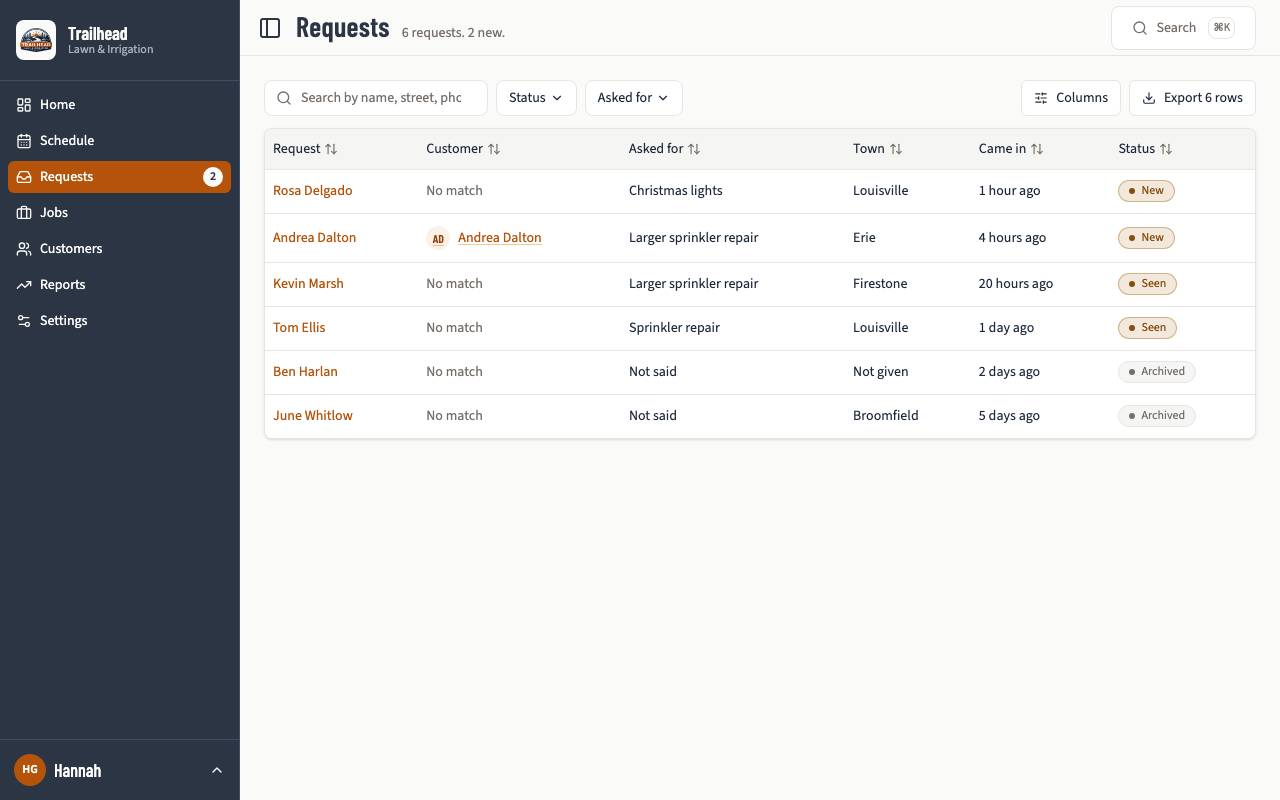 Trailhead
Lawn & Irrigation
Home
Schedule
Requests 2
Jobs
Customers
Reports
Settings
HG Hannah
Requests 6 requests. 2 new.
Search ⌘K
Search by name, street, phc
Status
Asked for
Columns
Export 6 rows
Request Customer Asked for Town Came in Status
Rosa Delgado No match Christmas lights Louisville 1 hour ago New
Andrea Dalton AD Andrea Dalton Larger sprinkler repair Erie 4 hours ago New
Kevin Marsh No match Larger sprinkler repair Firestone 20 hours ago Seen
Tom Ellis No match Sprinkler repair Louisville 1 day ago Seen
Ben Harlan No match Not said Not given 2 days ago Archived
June Whitlow No match Not said Broomfield 5 days ago Archived